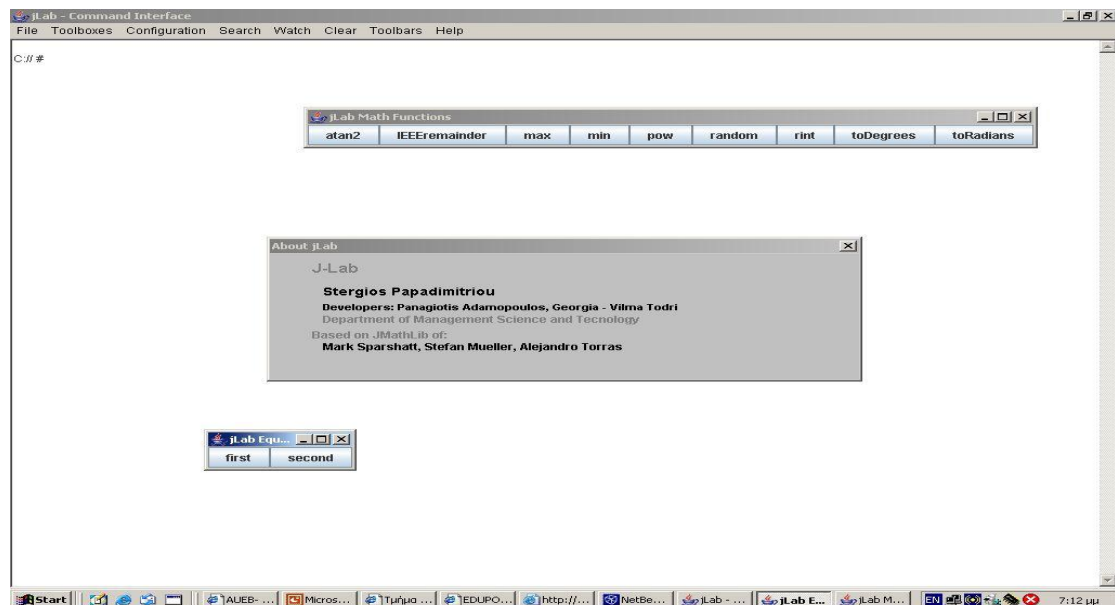 jLab - Command Interface
File Toolboxes Configuration Search Watch Clear Toolbars Help
C:// #
jLab Math Functions
atan2 IEEEremainder max min pow random rint toDegrees toRadians
About jLab
J-Lab
Stergios Papadimitriou
Developers: Panagiotis Adamopoulos, Georgia - Vilma Todri
Department of Management Science and Tecnology
Based on JMathLib of:
Mark Sparshatt, Stefan Mueller, Alejandro Torras
jLab Equ...
first second
Start AUEB- ... Micros... Τμήμα ... EDUPO... http://... NetBe... jLab - ... jLab E... jLab M... EN 7:12 μμ